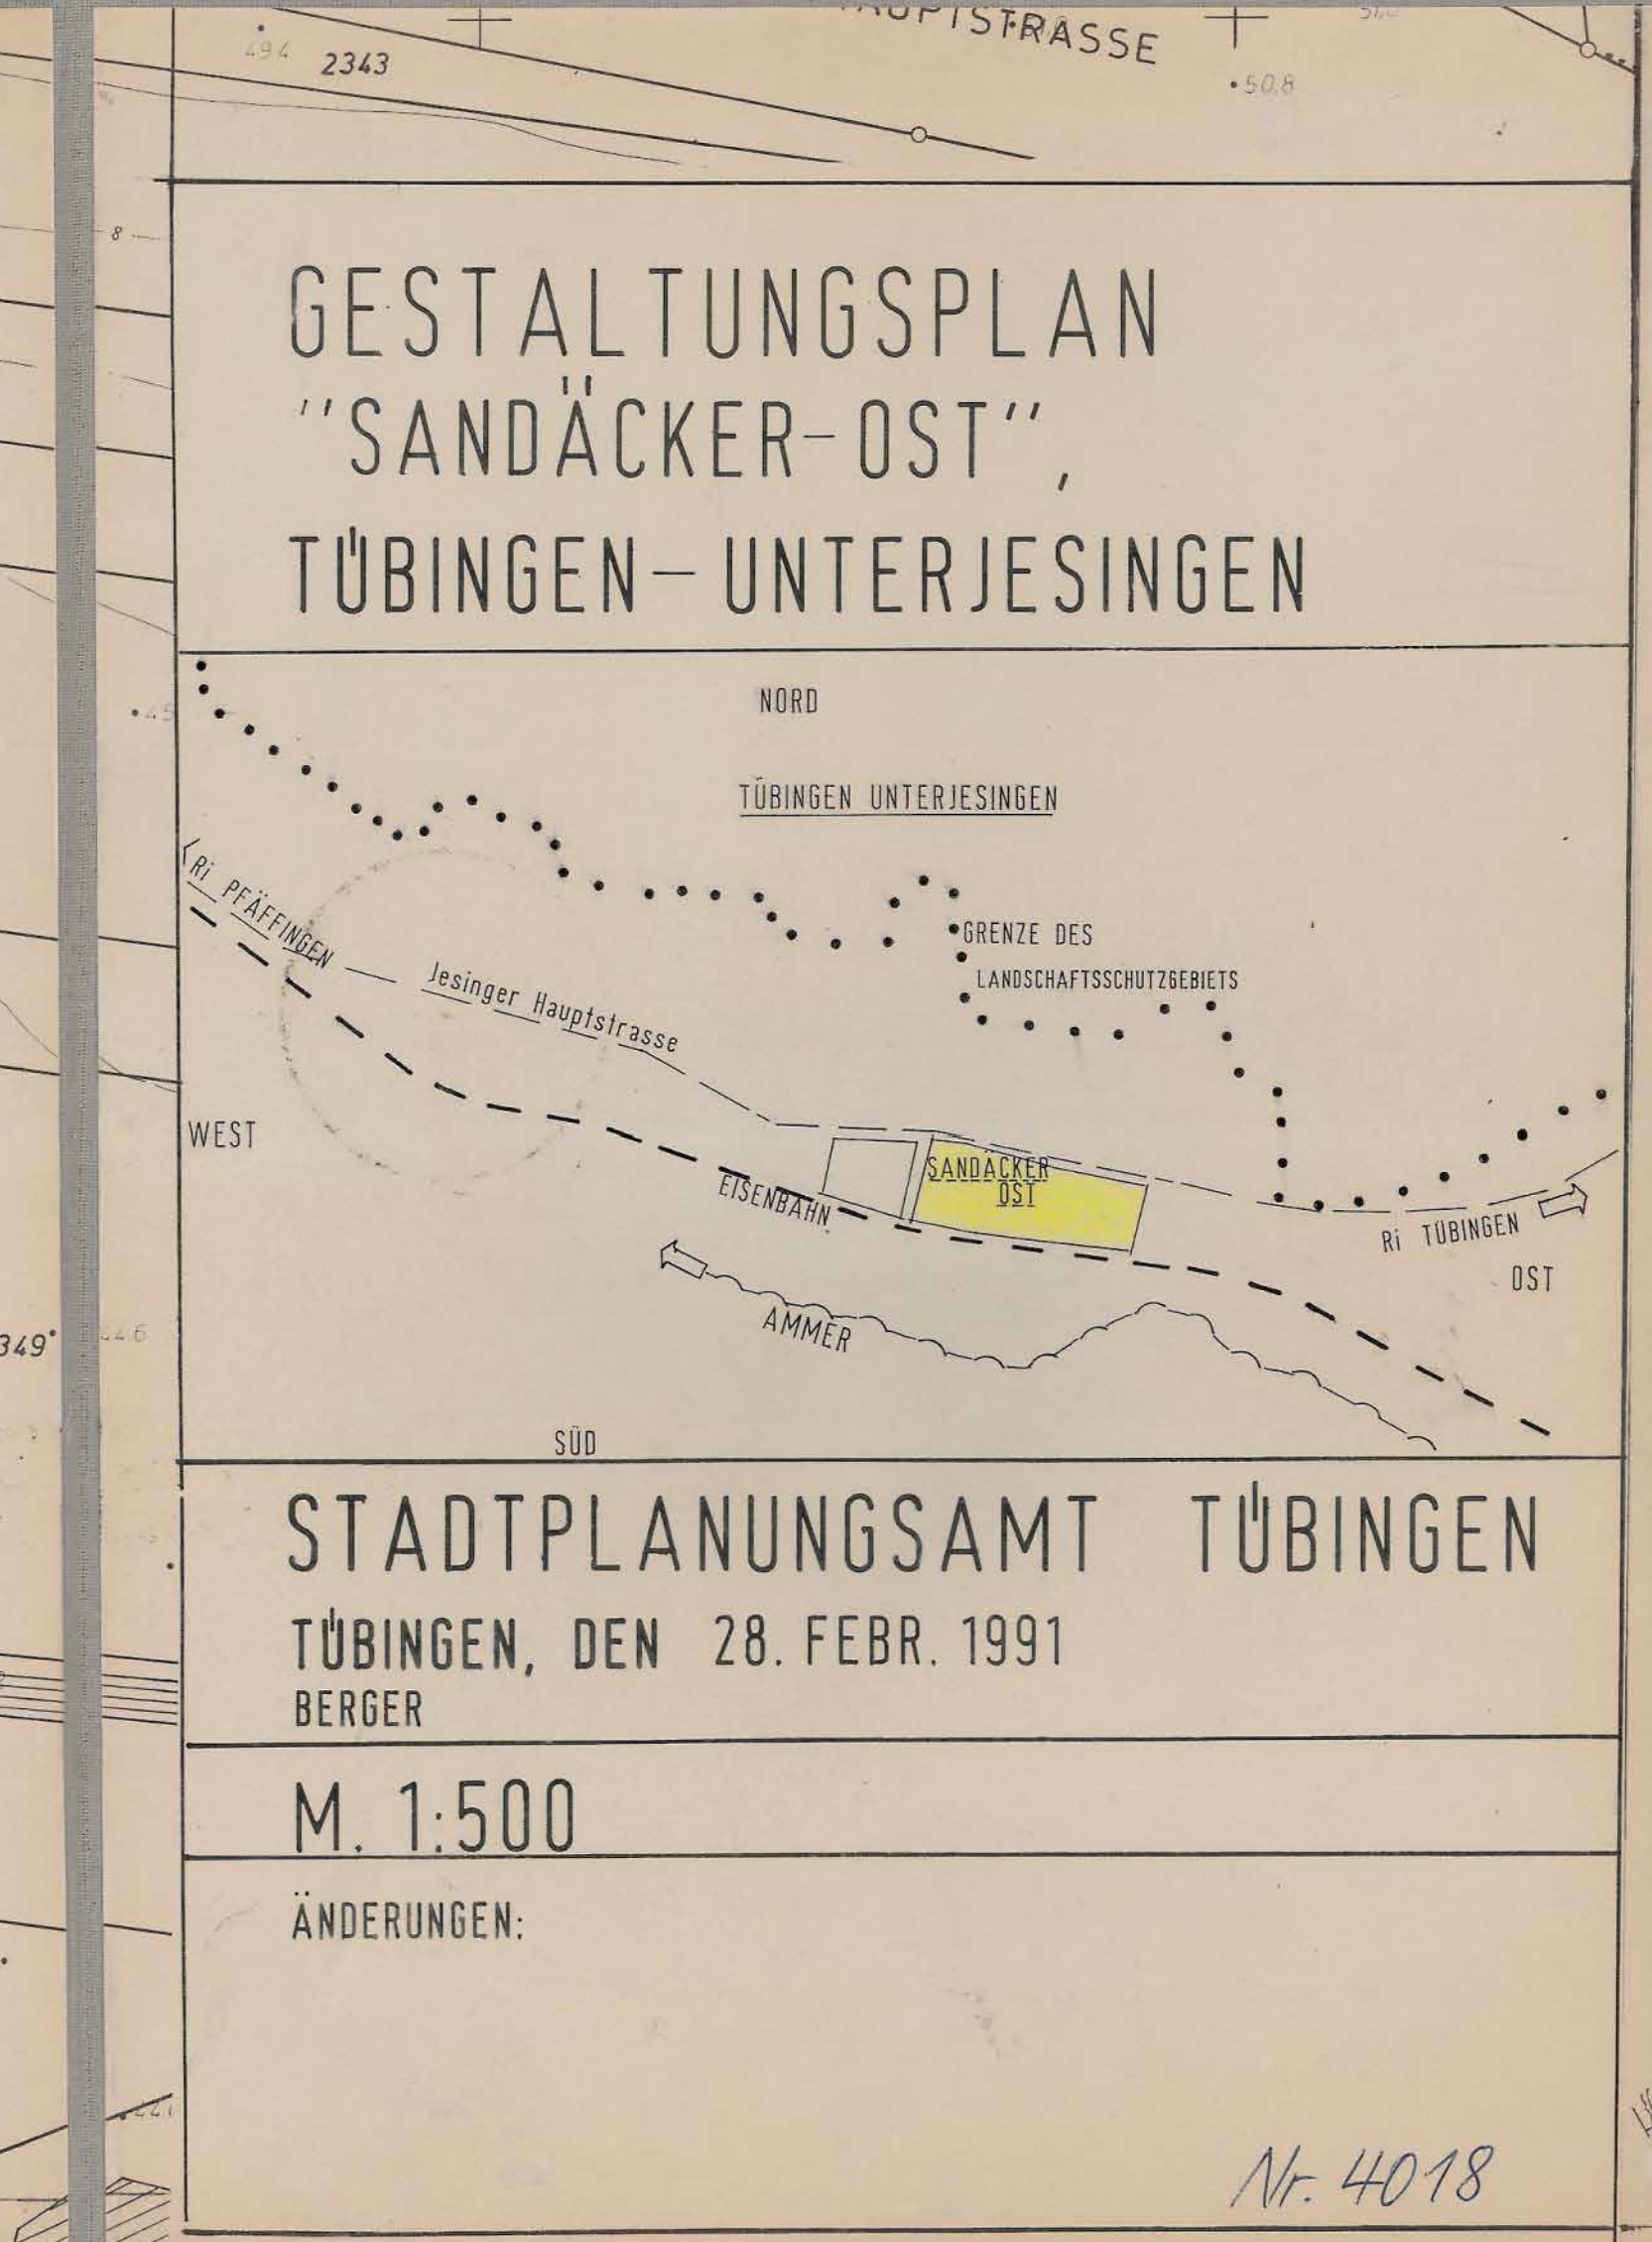 2343
50.8
8
GESTALTUNGSPLAN
"SANDÄCKER-OST",
TÜBINGEN-UNTERJESINGEN
NORD
TÜBINGEN UNTERJESINGEN
Ri PFÄFFINGEN
Jesinger Hauptstrasse
GRENZE DES
LANDSCHAFTSSCHUTZGEBIETS
WEST
SANDÄCKER
OST
EISENBAHN
Ri TÜBINGEN
OST
AMMER
SÜD
STADTPLANUNGSAMT TÜBINGEN
TÜBINGEN, DEN 28. FEBR. 1991
BERGER
M. 1:500
ÄNDERUNGEN:
Nr. 4018